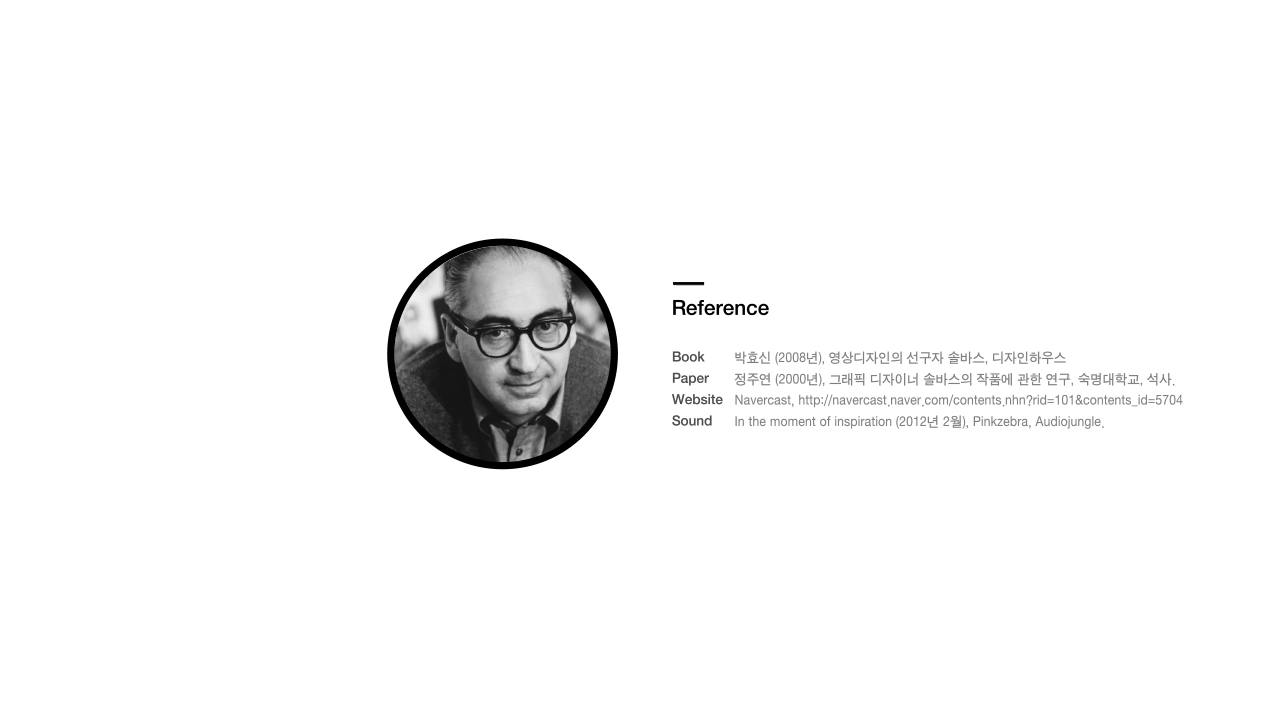 Reference
Book 박효신 (2008년), 영상디자인의 선구자 솔바스, 디자인하우스
Paper 정주연 (2000년), 그래픽 디자이너 솔바스의 작품에 관한 연구, 숙명대학교, 석사.
Website Navercast, http://navercast.naver.com/contents.nhn?rid=101&contents_id=5704
Sound In the moment of inspiration (2012년 2월), Pinkzebra, Audiojungle.